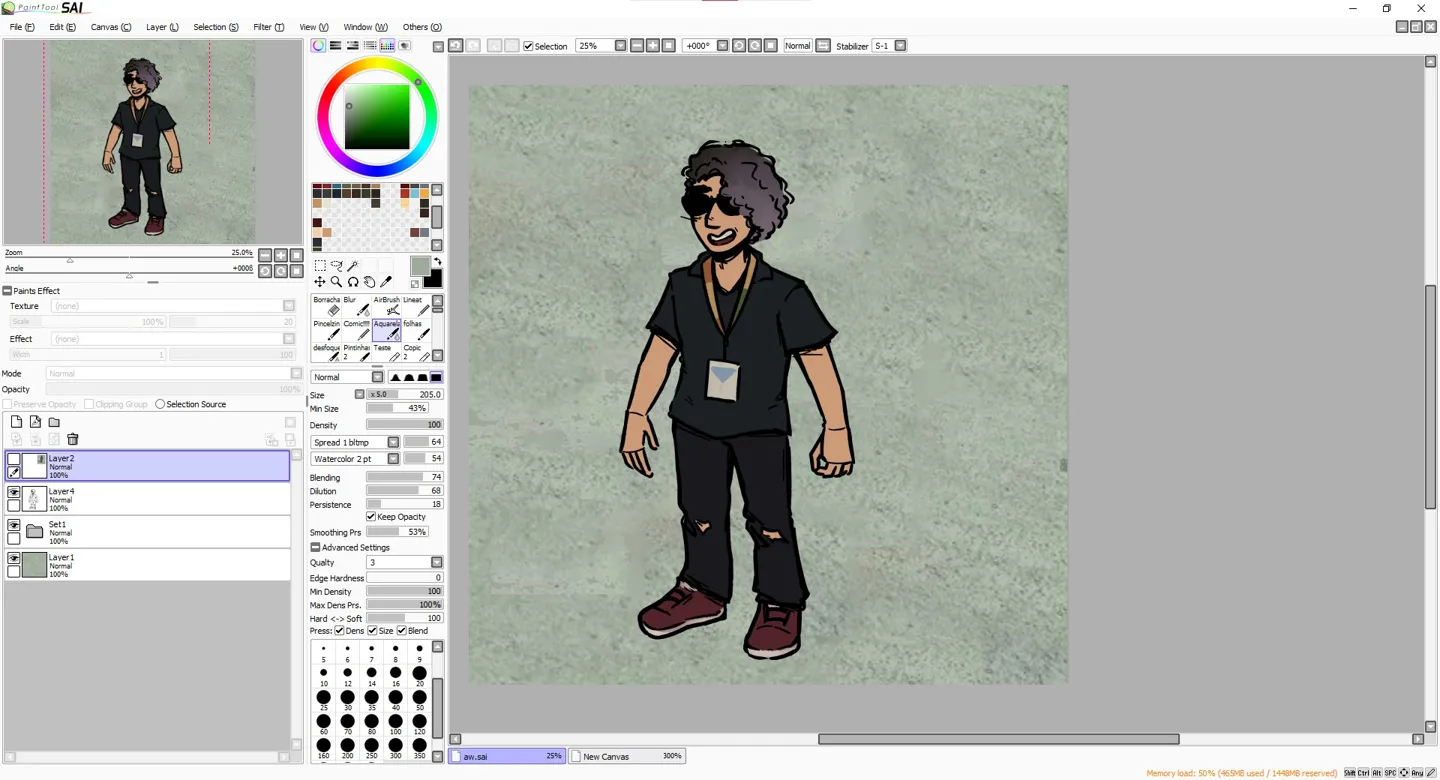 PaintTool SAI
File (F) Edit (E) Canvas (C) Layer (L) Selection (S) Filter (T) View (V) Window (W) Others (O)
Selection 25% +000° Normal Stabilizer S-1
Zoom 25.0%
Angle +000ß
Paints Effect
Texture (none)
Scale 100% 20
Effect (none)
Width 1 100
Mode Normal
Opacity 100%
Preserve Opacity Clipping Group Selection Source
Layer2
Normal
100%
Layer4
Normal
100%
Set1
Normal
100%
Layer1
Normal
100%
Borracha Blur AirBrush Lineat
Pincelzin Comic!!! Aquarela folhas
desfoque 2 Pintinhas Teste Copic 2
Normal
Size x 5.0 205.0
Min Size 43%
Density 100
Spread 1 bltmp 64
Watercolor 2 pt 54
Blending 74
Dilution 68
Persistence 18
Keep Opacity
Smoothing Prs 53%
Advanced Settings
Qualty 3
Edge Hardness 0
Min Density 100
Max Dens Prs. 100%
Hard <-> Soft 100
Press: Dens Size Blend
5 6 7 8 9
10 12 14 16 20
25 30 35 40 50
60 70 80 100 120
160 200 250 300 350
aw.sai 25% New Canvas 300%
Memory load: 50% (465MB used / 1448MB reserved) Shift Ctrl Alt SPC Any